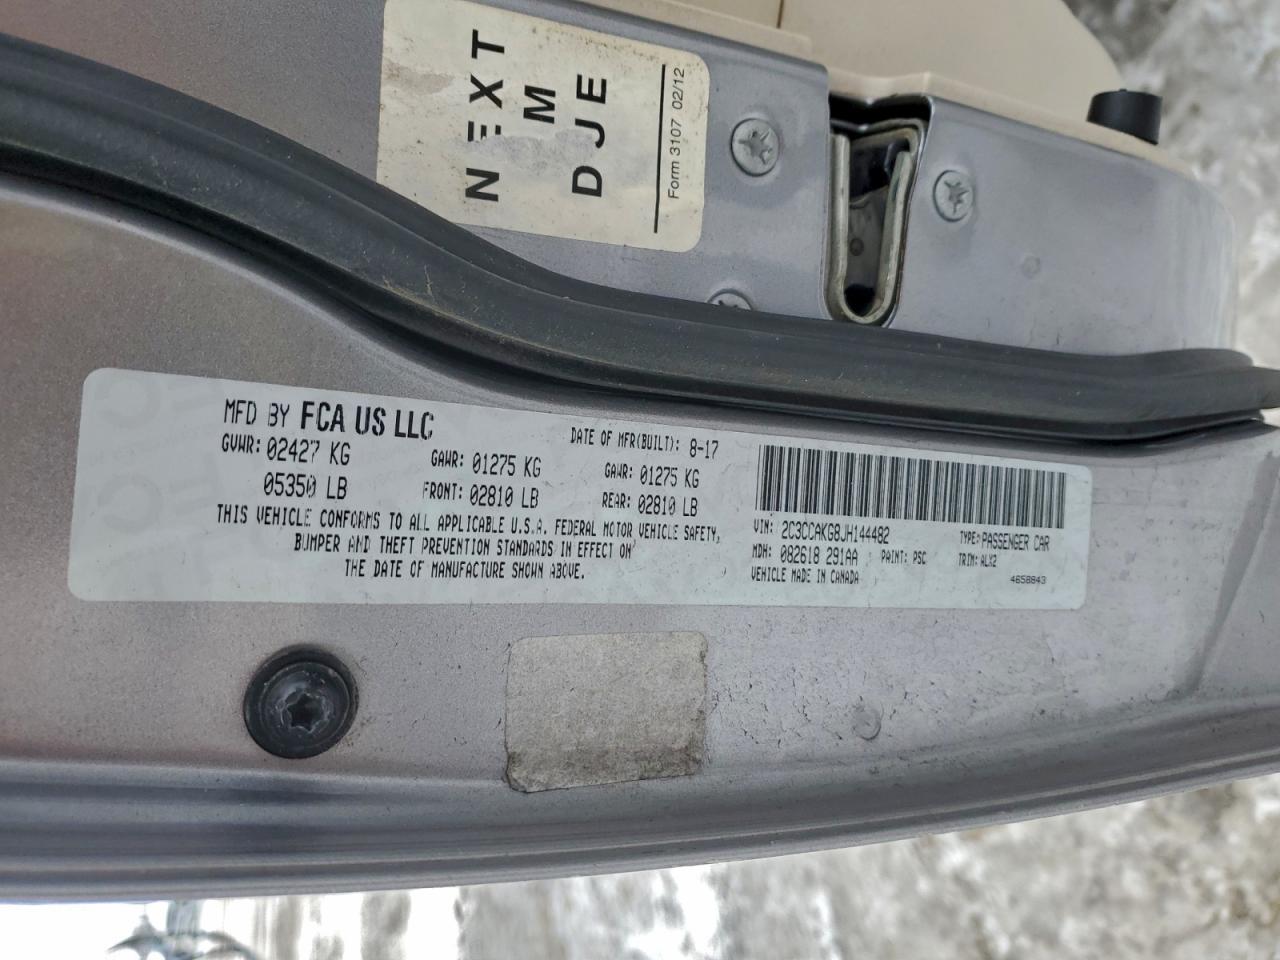 NEXT
M
DJE
Form 3107 02/12
MFD BY FCA US LLC
DATE OF MFR(BUILT): 8-17
GVWR: 02427 KG GAWR: 01275 KG GAWR: 01275 KG
05350 LB FRONT: 02810 LB REAR: 02810 LB
THIS VEHICLE CONFORMS TO ALL APPLICABLE U.S.A. FEDERAL MOTOR VEHICLE SAFETY,
BUMPER AND THEFT PREVENTION STANDARDS IN EFFECT ON
THE DATE OF MANUFACTURE SHOWN ABOVE.
VIN: 2C3CCAKG8JH144482 TYPE: PASSENGER CAR
MDH: 082618 291AA PAINT: PSC TRIM: ALX2
VEHICLE MADE IN CANADA 4658843